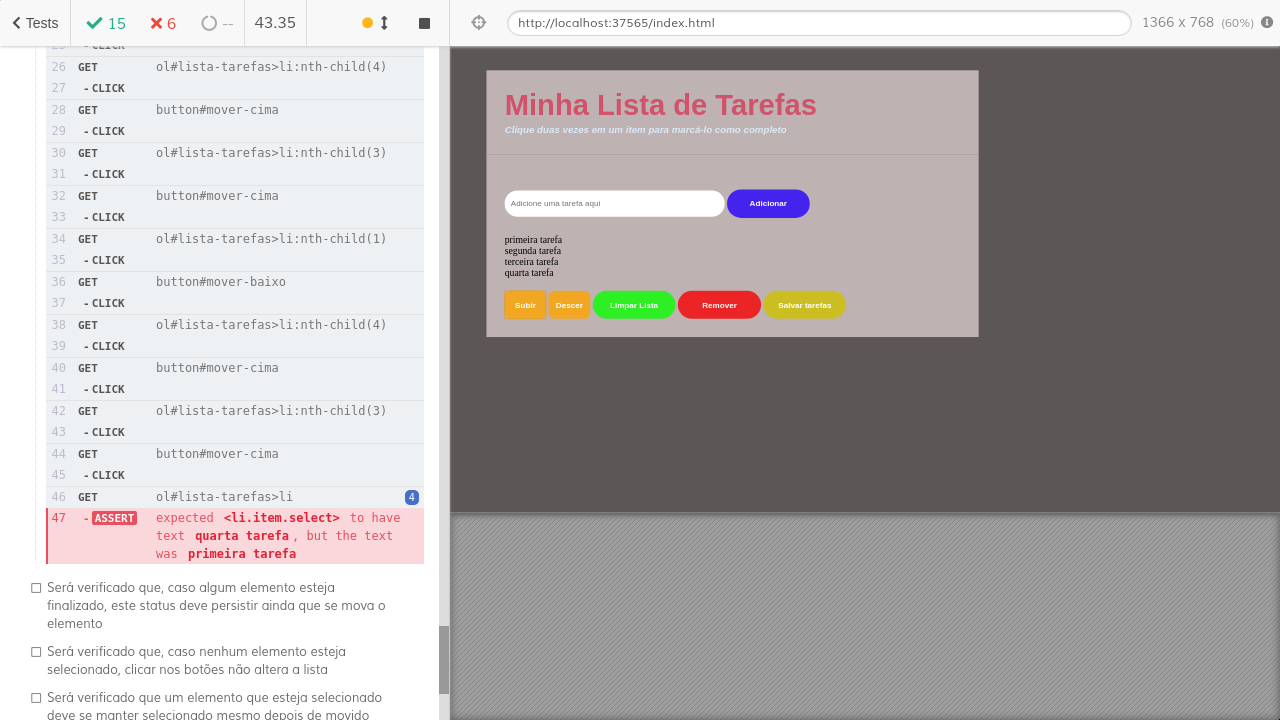 Tests
15
6
--
43.35
http://localhost:37565/index.html
1366 x 768 (60%)
25 - CLICK
26 GET ol#lista-tarefas>li:nth-child(4)
27 - CLICK
28 GET button#mover-cima
29 - CLICK
30 GET ol#lista-tarefas>li:nth-child(3)
31 - CLICK
32 GET button#mover-cima
33 - CLICK
34 GET ol#lista-tarefas>li:nth-child(1)
35 - CLICK
36 GET button#mover-baixo
37 - CLICK
38 GET ol#lista-tarefas>li:nth-child(4)
39 - CLICK
40 GET button#mover-cima
41 - CLICK
42 GET ol#lista-tarefas>li:nth-child(3)
43 - CLICK
44 GET button#mover-cima
45 - CLICK
46 GET ol#lista-tarefas>li 4
47 - ASSERT expected <li.item.select> to have
text quarta tarefa, but the text
was primeira tarefa
Será verificado que, caso algum elemento esteja
finalizado, este status deve persistir ainda que se mova o
elemento
Será verificado que, caso nenhum elemento esteja
selecionado, clicar nos botões não altera a lista
Será verificado que um elemento que esteja selecionado
deve se manter selecionado mesmo depois de movido
Minha Lista de Tarefas
Clique duas vezes em um item para marcá-lo como completo
Adicione uma tarefa aqui Adicionar
primeira tarefa
segunda tarefa
terceira tarefa
quarta tarefa
Subir Descer Limpar Lista Remover Salvar tarefas